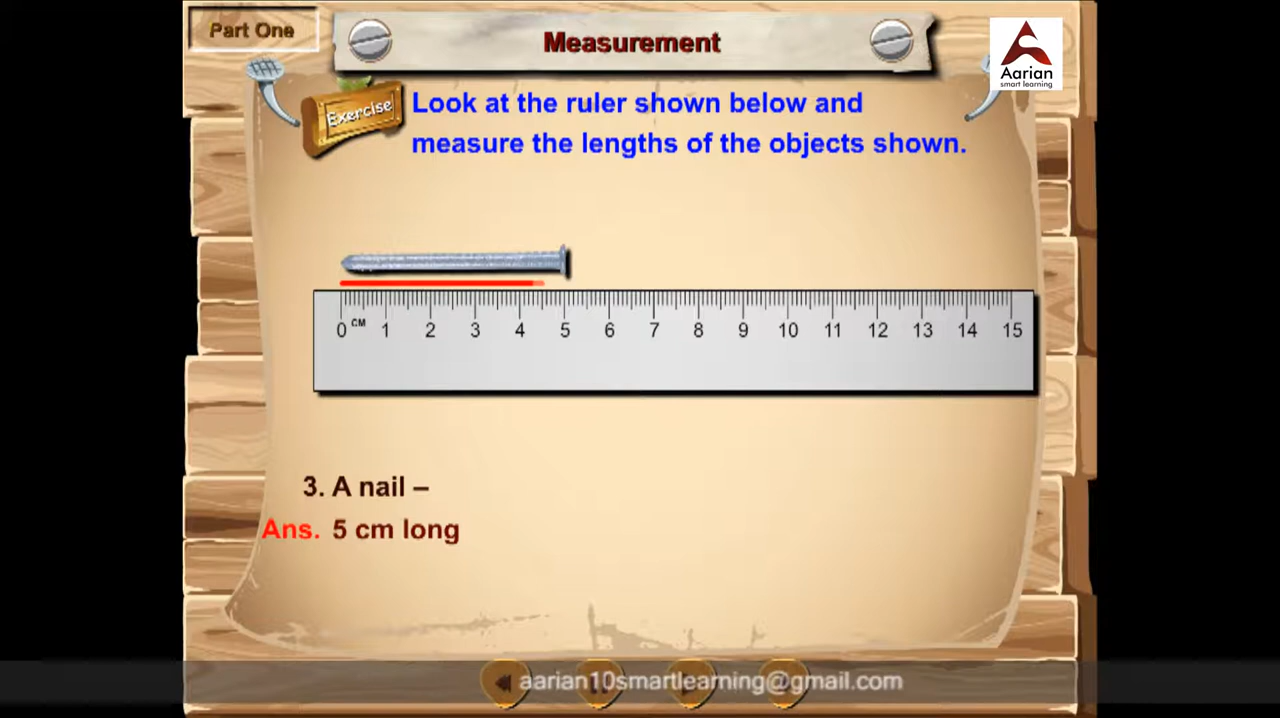 Part One
Measurement
Aarian
smart learning
Exercise
Look at the ruler shown below and
measure the lengths of the objects shown.
0 CM 1 2 3 4 5 6 7 8 9 10 11 12 13 14 15
3. A nail –
Ans. 5 cm long
aarian10smartlearning@gmail.com